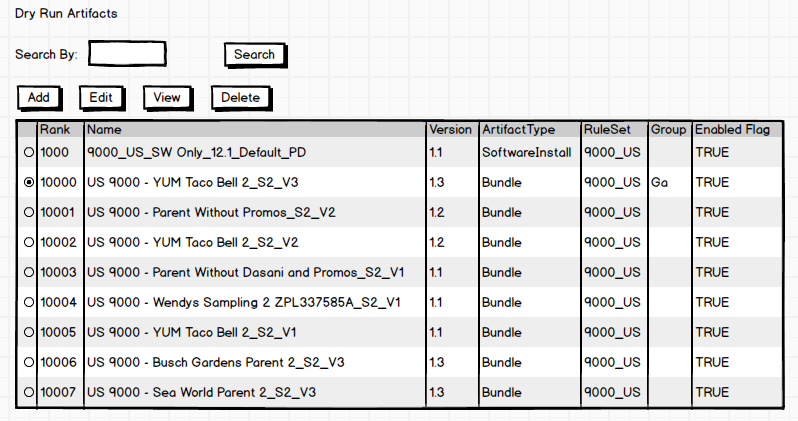 Dry Run Artifacts
Search By: Search
Add Edit View Delete
Rank Name Version ArtifactType RuleSet Group Enabled Flag
1000 9000_US_SW Only_12.1_Default_PD 1.1 SoftwareInstall 9000_US TRUE
10000 US 9000 - YUM Taco Bell 2_S2_V3 1.3 Bundle 9000_US Ga TRUE
10001 US 9000 - Parent Without Promos_S2_V2 1.2 Bundle 9000_US TRUE
10002 US 9000 - YUM Taco Bell 2_S2_V2 1.2 Bundle 9000_US TRUE
10003 US 9000 - Parent Without Dasani and Promos_S2_V1 1.1 Bundle 9000_US TRUE
10004 US 9000 - Wendys Sampling 2 ZPL337585A_S2_V1 1.1 Bundle 9000_US TRUE
10005 US 9000 - YUM Taco Bell 2_S2_V1 1.1 Bundle 9000_US TRUE
10006 US 9000 - Busch Gardens Parent 2_S2_V3 1.3 Bundle 9000_US TRUE
10007 US 9000 - Sea World Parent 2_S2_V3 1.3 Bundle 9000_US TRUE